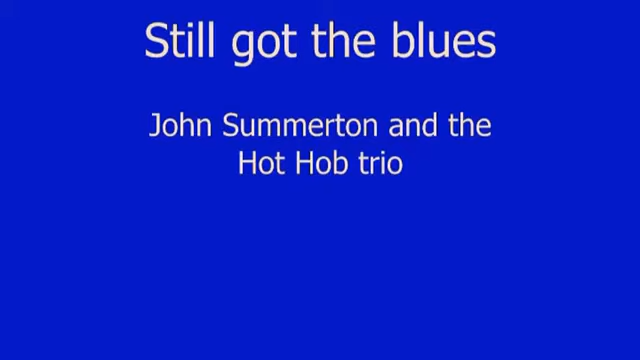 Still got the blues
John Summerton and the
Hot Hob trio